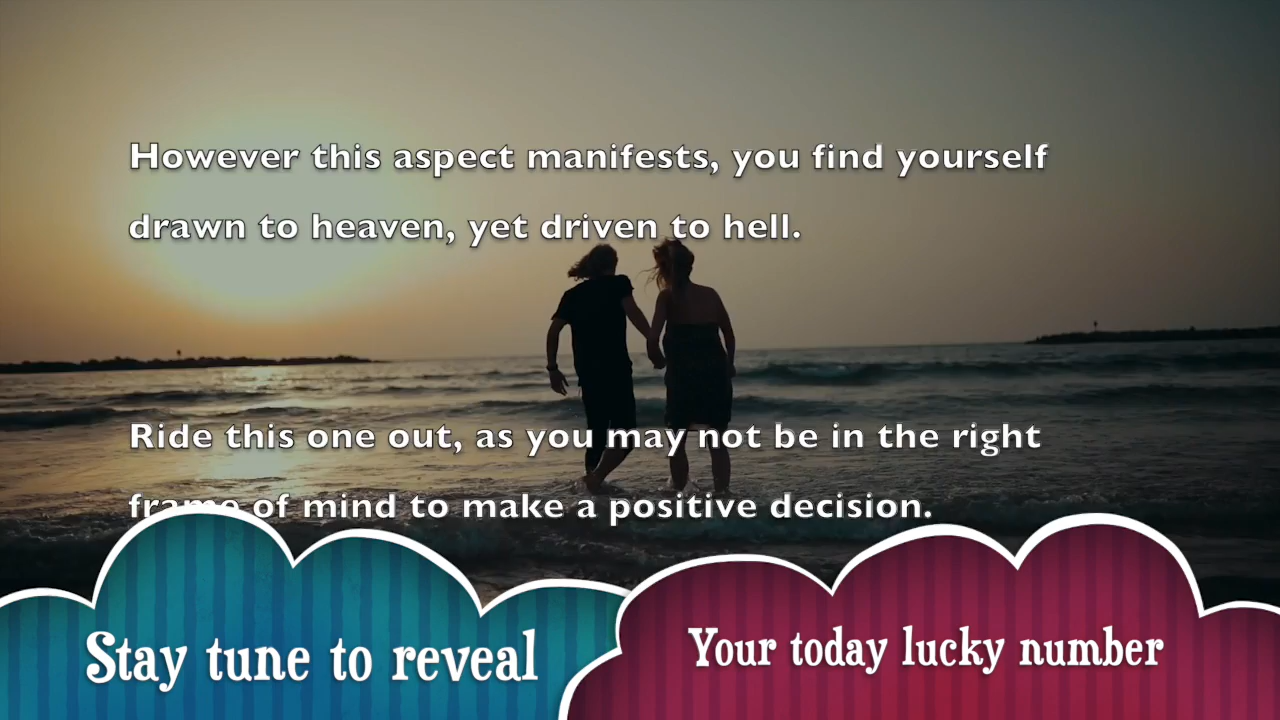 However this aspect manifests, you find yourself
drawn to heaven, yet driven to hell.
Ride this one out, as you may not be in the right
frame of mind to make a positive decision.
Stay tune to reveal
Your today lucky number